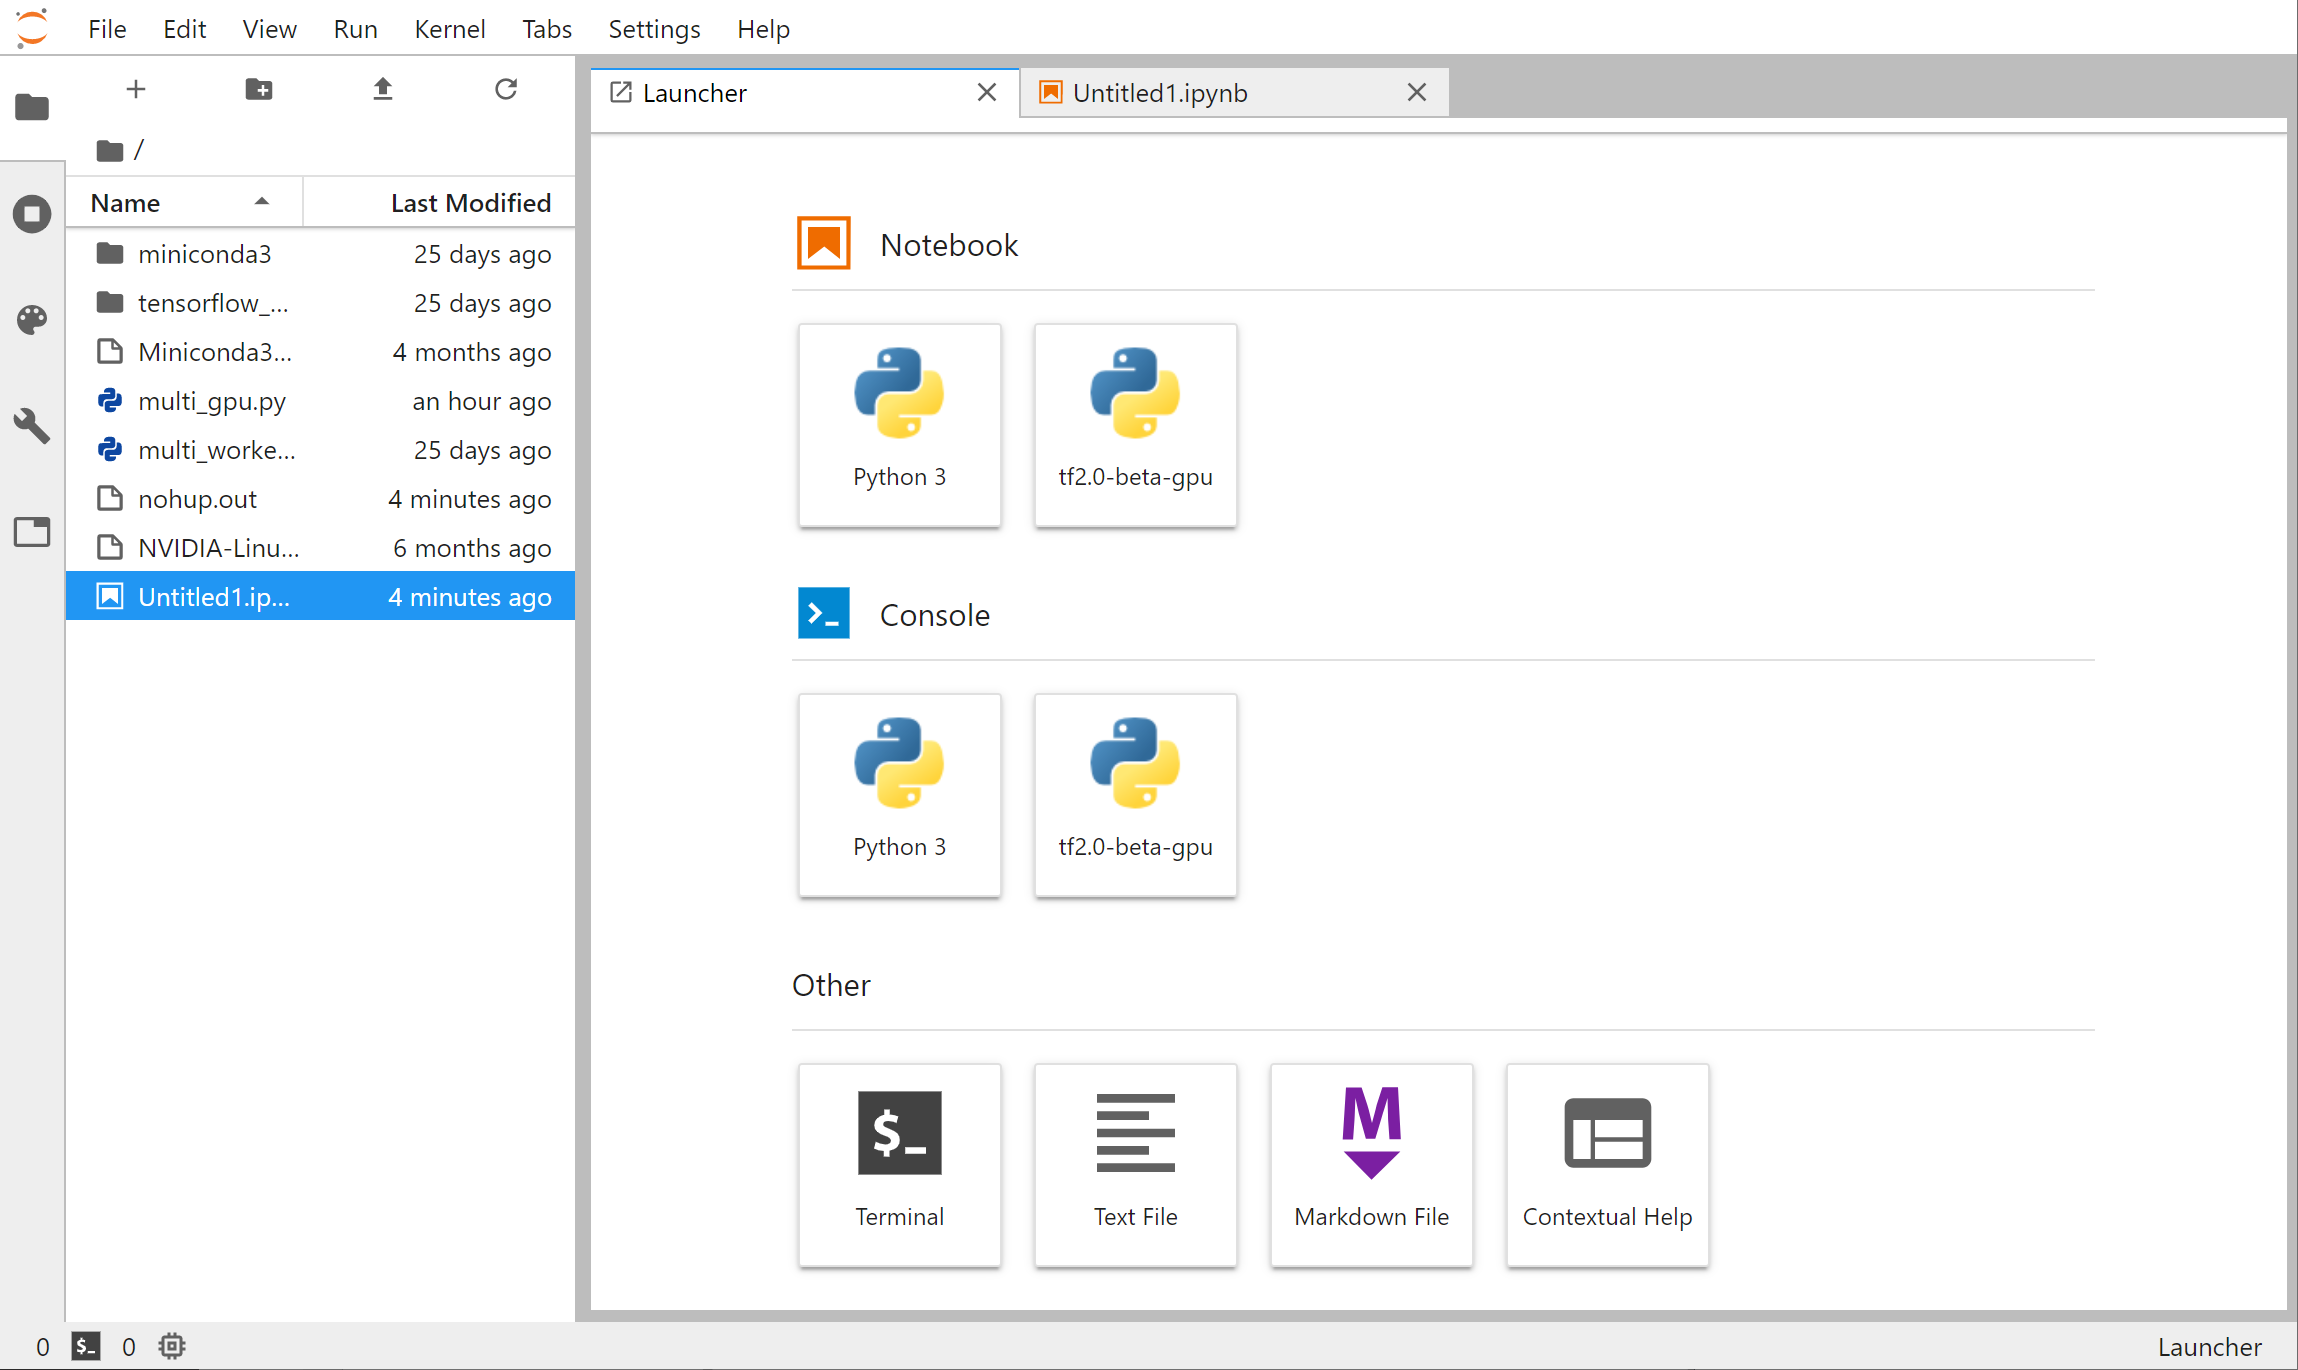 File Edit View Run Kernel Tabs Settings Help
Launcher
Untitled1.ipynb
/
Name Last Modified
miniconda3 25 days ago
tensorflow_... 25 days ago
Miniconda3... 4 months ago
multi_gpu.py an hour ago
multi_worke... 25 days ago
nohup.out 4 minutes ago
NVIDIA-Linu... 6 months ago
Untitled1.ip... 4 minutes ago
Notebook
Python 3 tf2.0-beta-gpu
Console
Python 3 tf2.0-beta-gpu
Other
$_ M
Terminal Text File Markdown File Contextual Help
0 $_ 0 Launcher